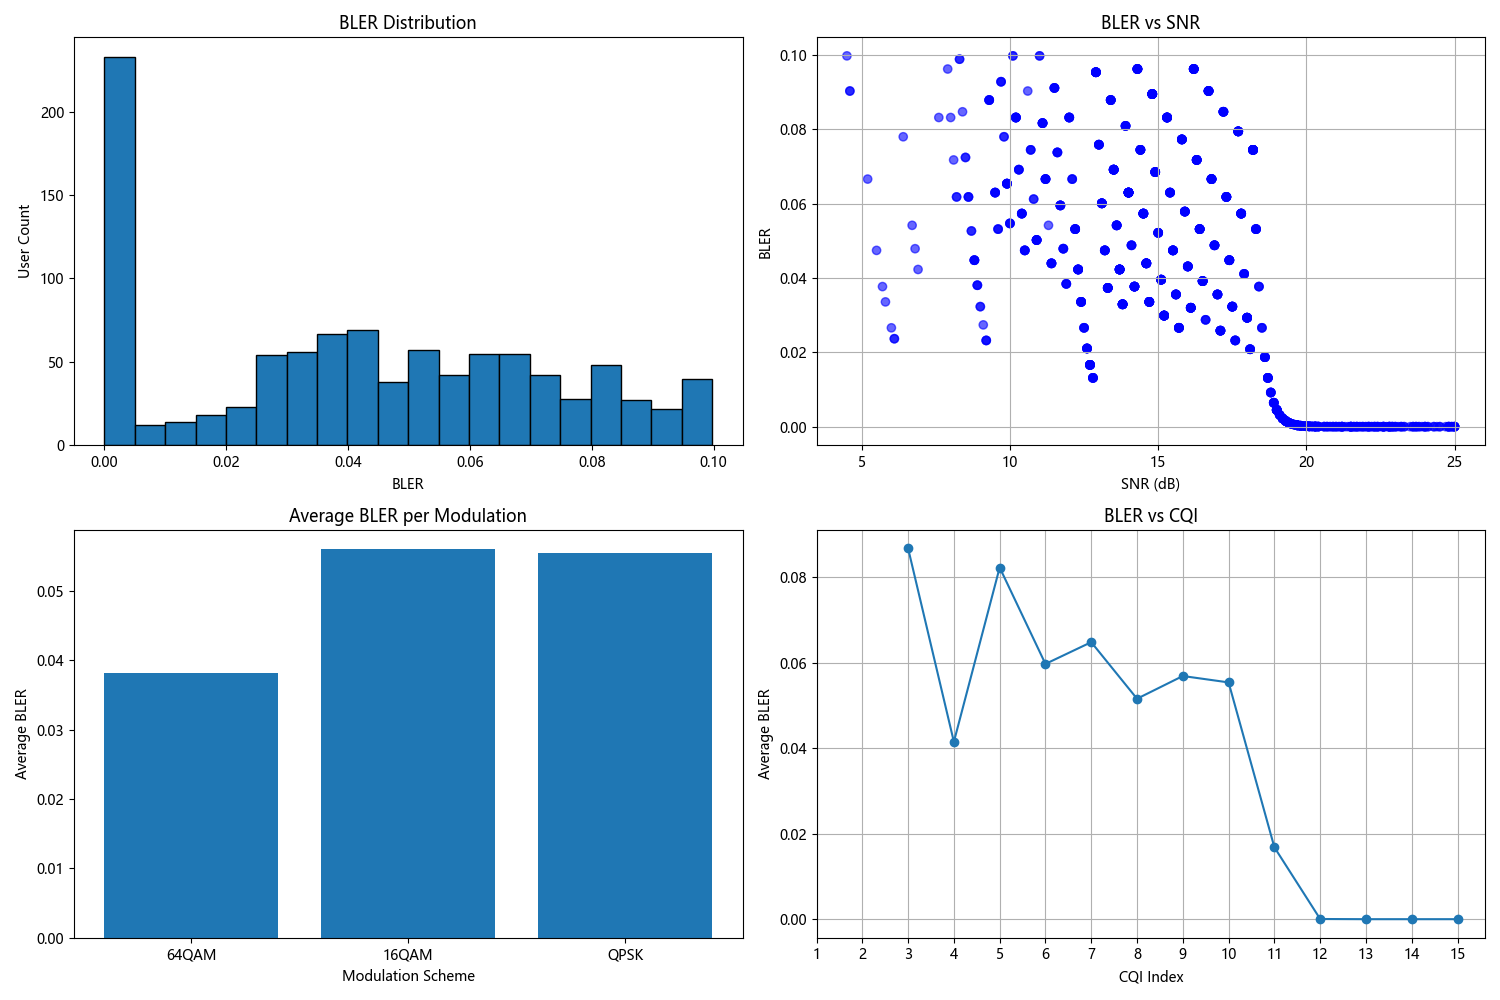 BLER Distribution
User Count
200
150
100
50
0
0.00 0.02 0.04 0.06 0.08 0.10
BLER
BLER vs SNR
BLER
0.10
0.08
0.06
0.04
0.02
0.00
5 10 15 20 25
SNR (dB)
Average BLER per Modulation
Average BLER
0.05
0.04
0.03
0.02
0.01
0.00
64QAM 16QAM QPSK
Modulation Scheme
BLER vs CQI
Average BLER
0.08
0.06
0.04
0.02
0.00
1 2 3 4 5 6 7 8 9 10 11 12 13 14 15
CQI Index